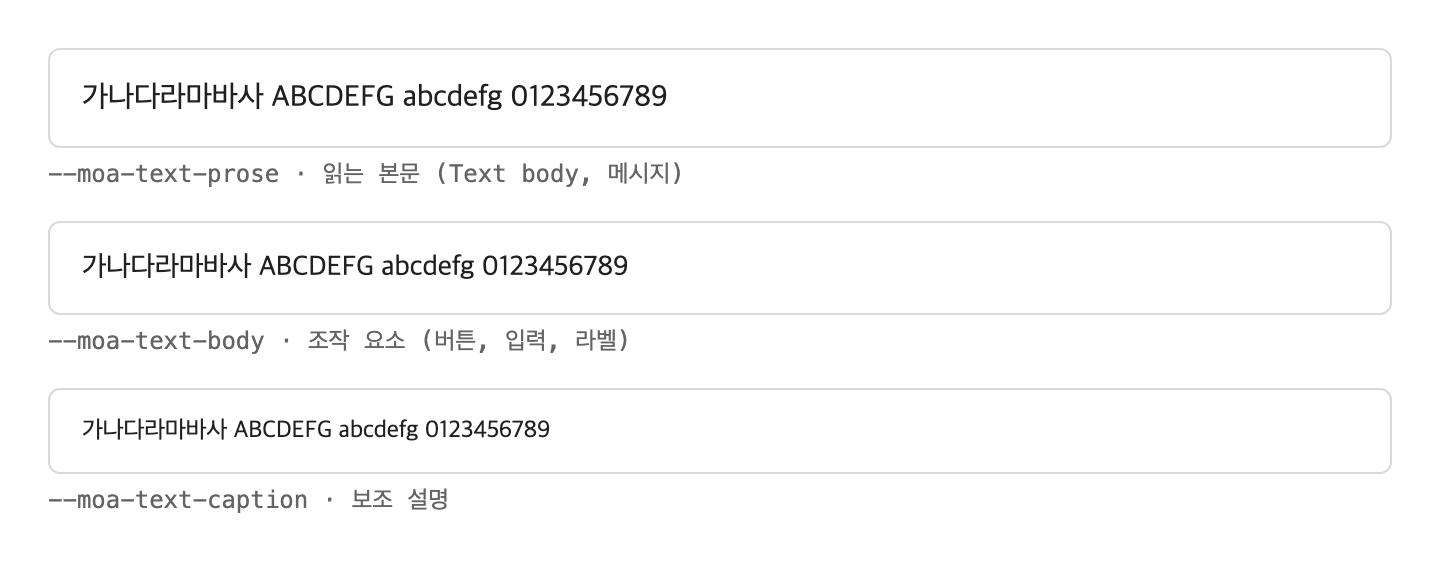 가나다라마바사 ABCDEFG abcdefg 0123456789
--moa-text-prose · 읽는 본문 (Text body, 메시지)
가나다라마바사 ABCDEFG abcdefg 0123456789
--moa-text-body · 조작 요소 (버튼, 입력, 라벨)
가나다라마바사 ABCDEFG abcdefg 0123456789
--moa-text-caption · 보조 설명